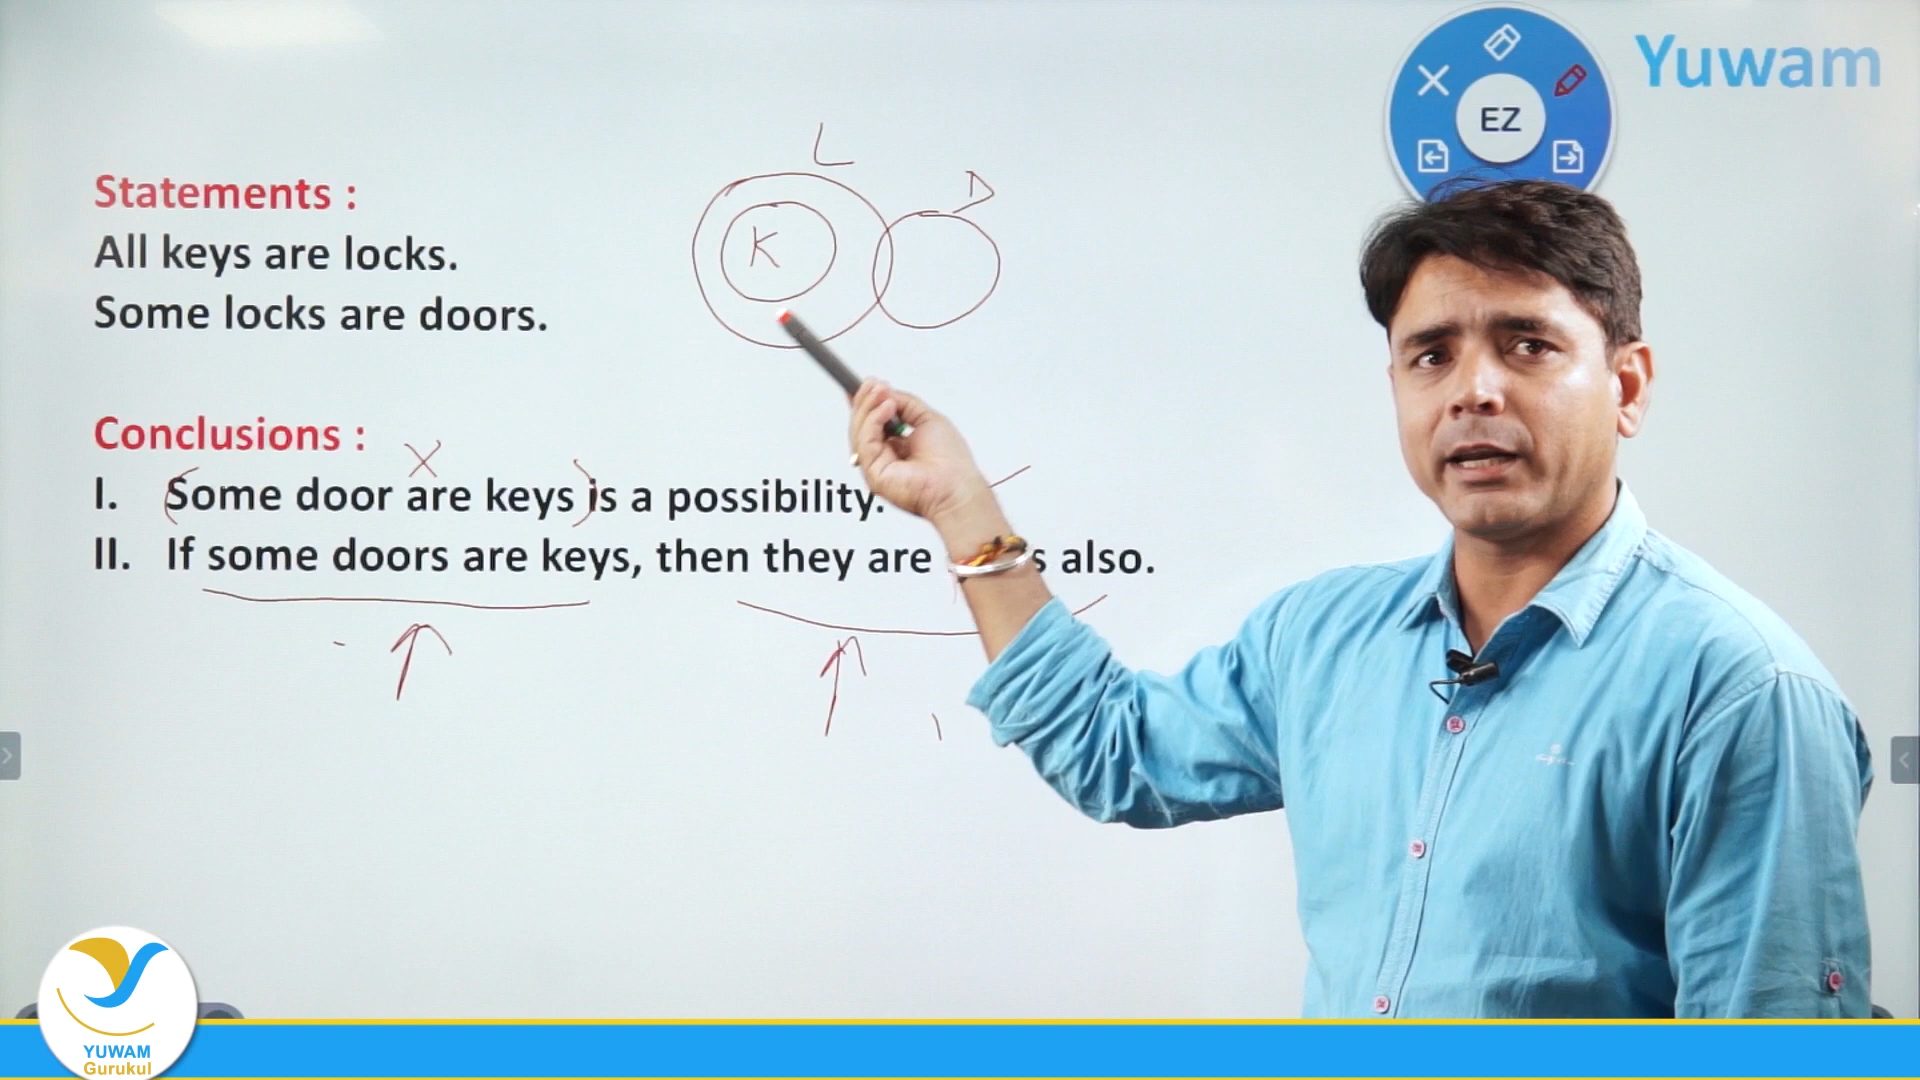 Yuwam
EZ
L
D
K
Statements :
All keys are locks.
Some locks are doors.
Conclusions :
I. Some door are keys is a possibility.
II. If some doors are keys, then they are also.
YUWAM
Gurukul